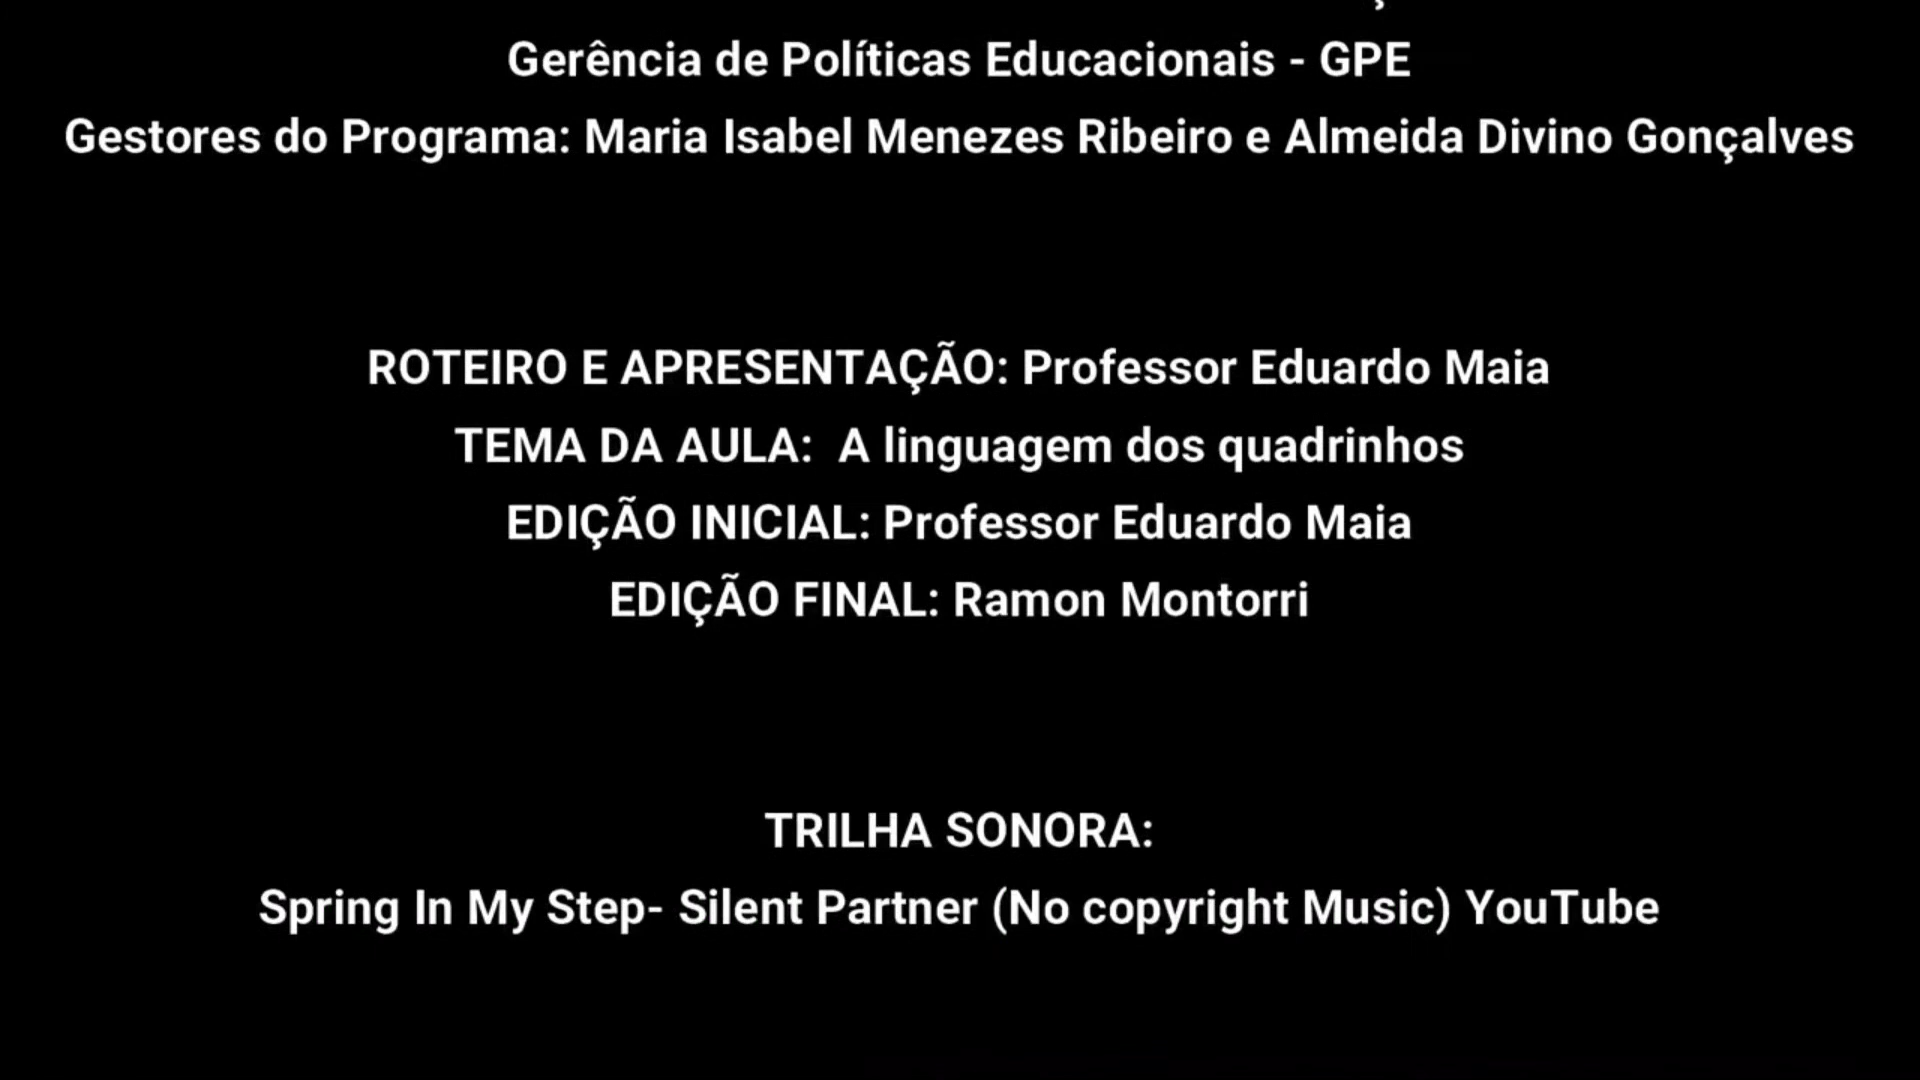 Gerência de Políticas Educacionais - GPE
Gestores do Programa: Maria Isabel Menezes Ribeiro e Almeida Divino Gonçalves
ROTEIRO E APRESENTAÇÃO: Professor Eduardo Maia
TEMA DA AULA:  A linguagem dos quadrinhos
EDIÇÃO INICIAL: Professor Eduardo Maia
EDIÇÃO FINAL: Ramon Montorri
TRILHA SONORA:
Spring In My Step- Silent Partner (No copyright Music) YouTube